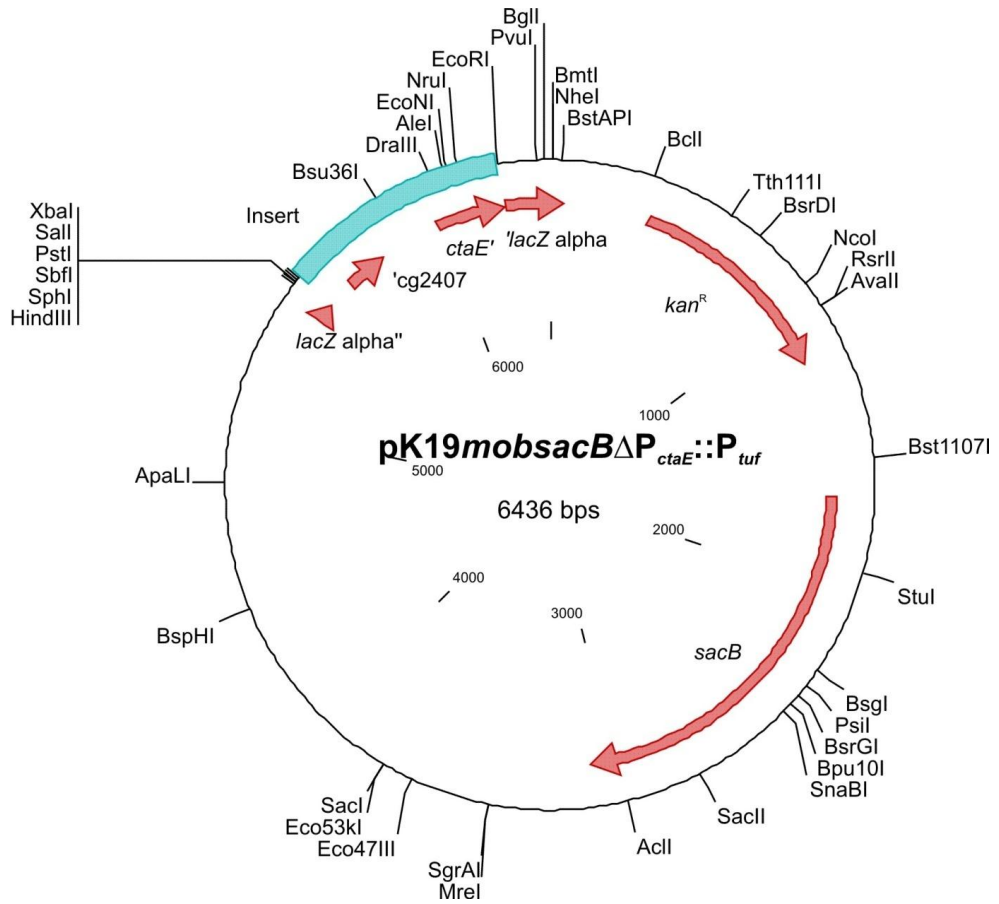 BglI
PvuI
EcoRI
BmtI
NheI
BstAPI
NruI
EcoNI
AleI
DraIII
Bsu36I
BclI
Tth111I
BsrDI
NcoI
RsrII
AvaII
XbaI
SalI
PstI
SbfI
SphI
HindIII
Insert
ctaE'
'lacZ alpha
'cg2407
lacZ alpha''
kanᴿ
6000
1000
pK19mobsacBΔPctaE::Ptuf
5000
6436 bps
Bst1107I
ApaLI
2000
4000
3000
StuI
BspHI
sacB
BsgI
PsiI
BsrGI
Bpu10I
SnaBI
SacII
AclI
SacI
Eco53kI
Eco47III
SgrAI
MreI